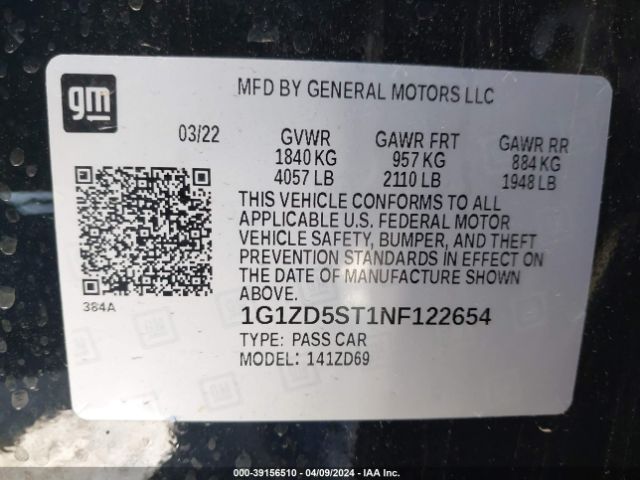 gm
MFD BY GENERAL MOTORS LLC
03/22 GVWR GAWR FRT GAWR RR
1840 KG 957 KG 884 KG
4057 LB 2110 LB 1948 LB
THIS VEHICLE CONFORMS TO ALL
APPLICABLE U.S. FEDERAL MOTOR
VEHICLE SAFETY, BUMPER, AND THEFT
PREVENTION STANDARDS IN EFFECT ON
THE DATE OF MANUFACTURE SHOWN
ABOVE.
384A
1G1ZD5ST1NF122654
TYPE: PASS CAR
MODEL: 141ZD69
000-39156510 - 04/09/2024 - IAA Inc.